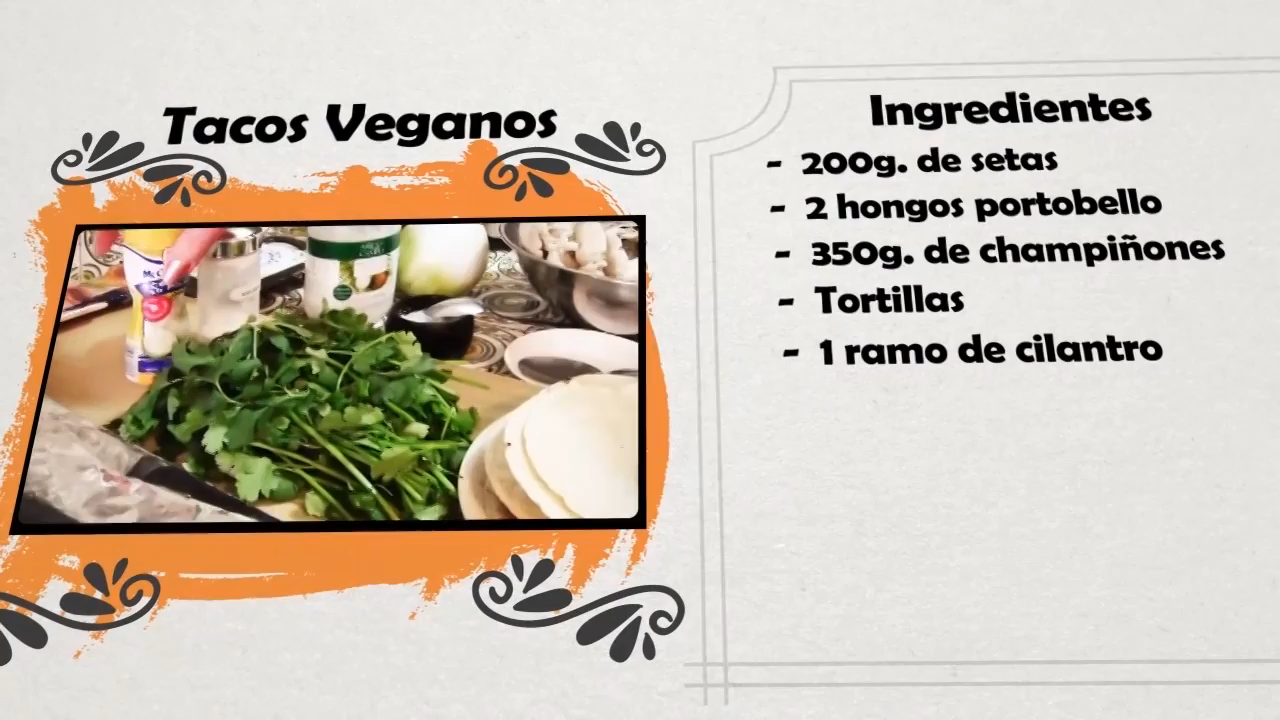 Tacos Veganos
Ingredientes
- 200g. de setas
- 2 hongos portobello
- 350g. de champiñones
- Tortillas
- 1 ramo de cilantro